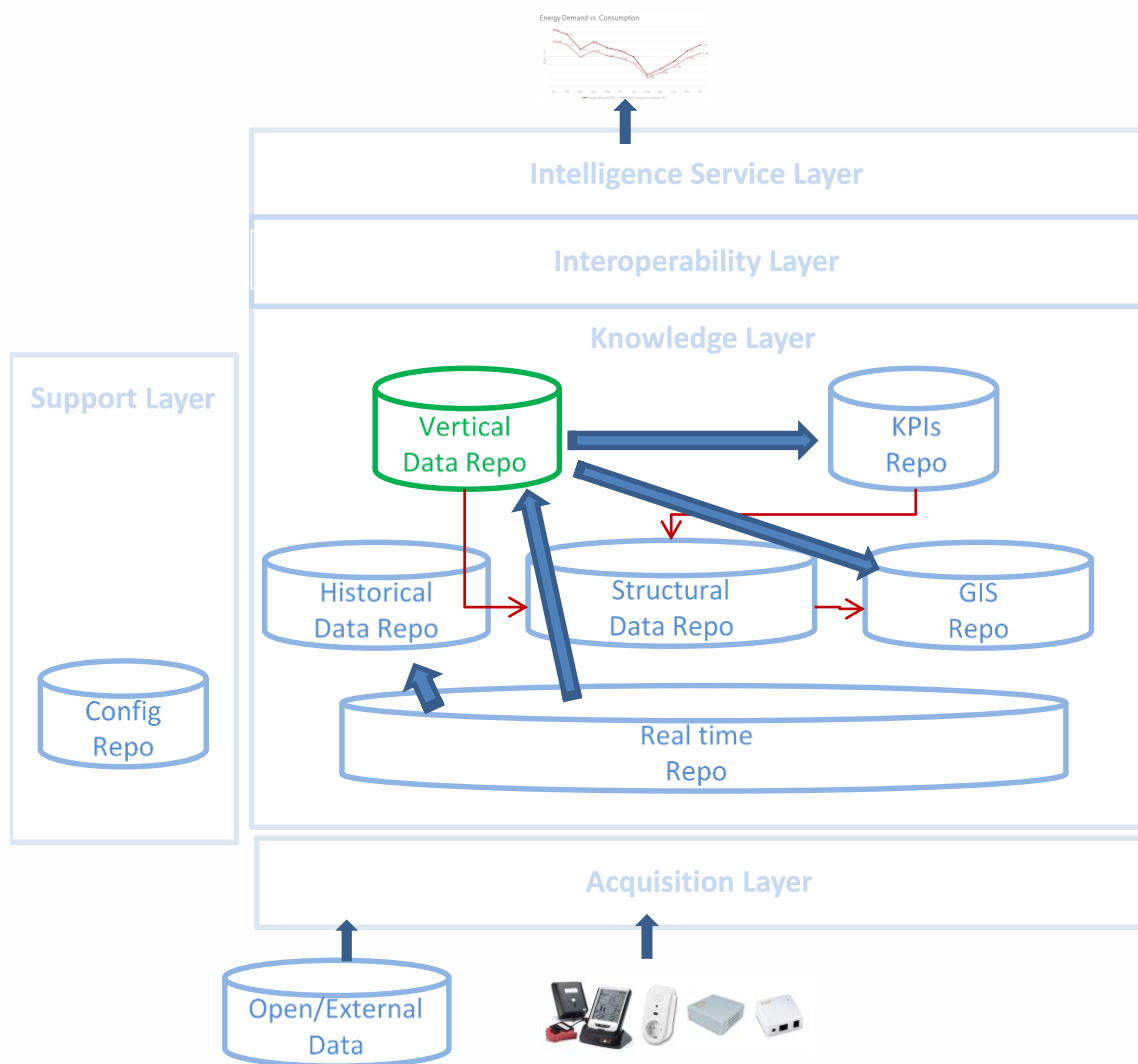 Energy Demand vs. Consumption
Intelligence Service Layer
Interoperability Layer
Knowledge Layer
Support Layer
Vertical
Data Repo
KPIs
Repo
Historical
Data Repo
Structural
Data Repo
GIS
Repo
Config
Repo
Real time
Repo
Acquisition Layer
Open/External
Data